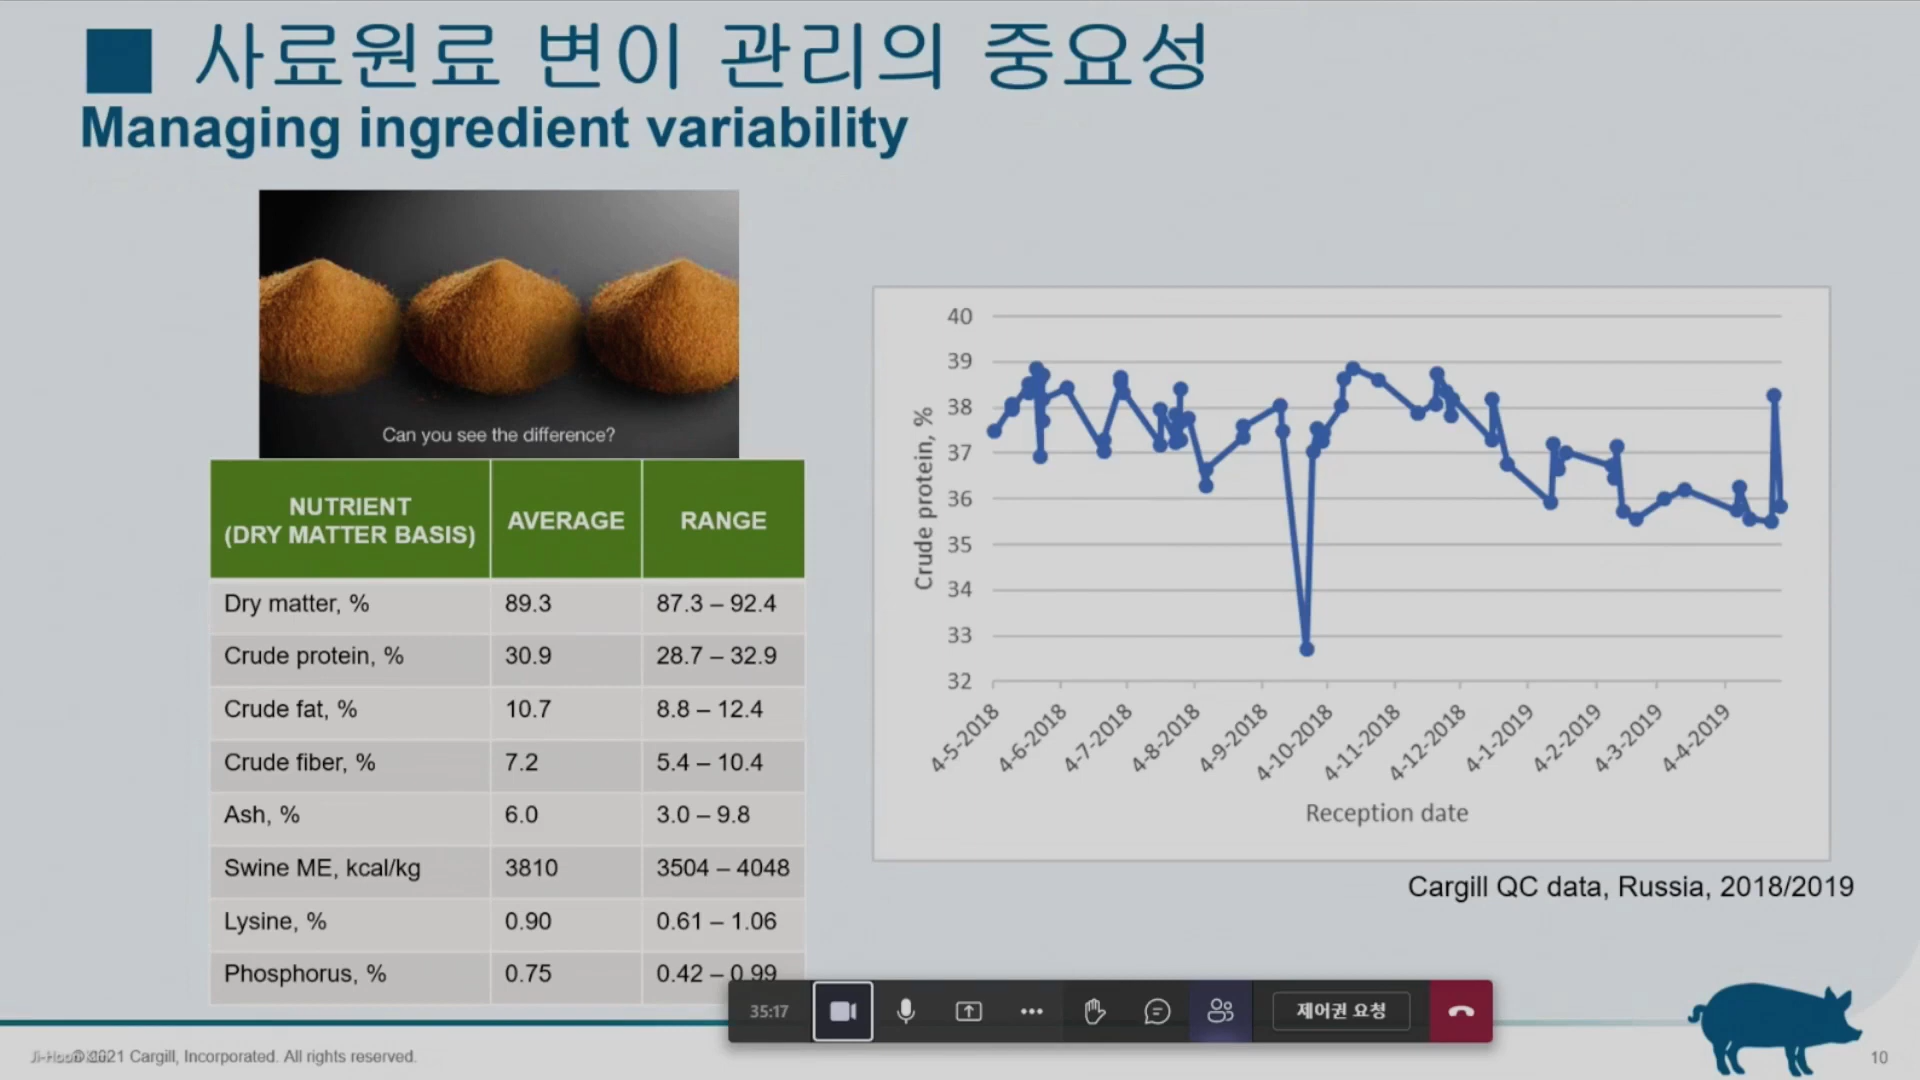 사료원료 변이 관리의 중요성
Managing ingredient variability
Can you see the difference?
NUTRIENT
(DRY MATTER BASIS) AVERAGE RANGE
Dry matter, % 89.3 87.3 – 92.4
Crude protein, % 30.9 28.7 – 32.9
Crude fat, % 10.7 8.8 – 12.4
Crude fiber, % 7.2 5.4 – 10.4
Ash, % 6.0 3.0 – 9.8
Swine ME, kcal/kg 3810 3504 – 4048
Lysine, % 0.90 0.61 – 1.06
Phosphorus, % 0.75 0.42 – 0.99
Crude protein, %
40
39
38
37
36
35
34
33
32
4-5-2018 4-6-2018 4-7-2018 4-8-2018 4-9-2018 4-10-2018 4-11-2018 4-12-2018 4-1-2019 4-2-2019 4-3-2019 4-4-2019
Reception date
Cargill QC data, Russia, 2018/2019
35:17 제어권 요청
2021 Cargill, Incorporated. All rights reserved.
10